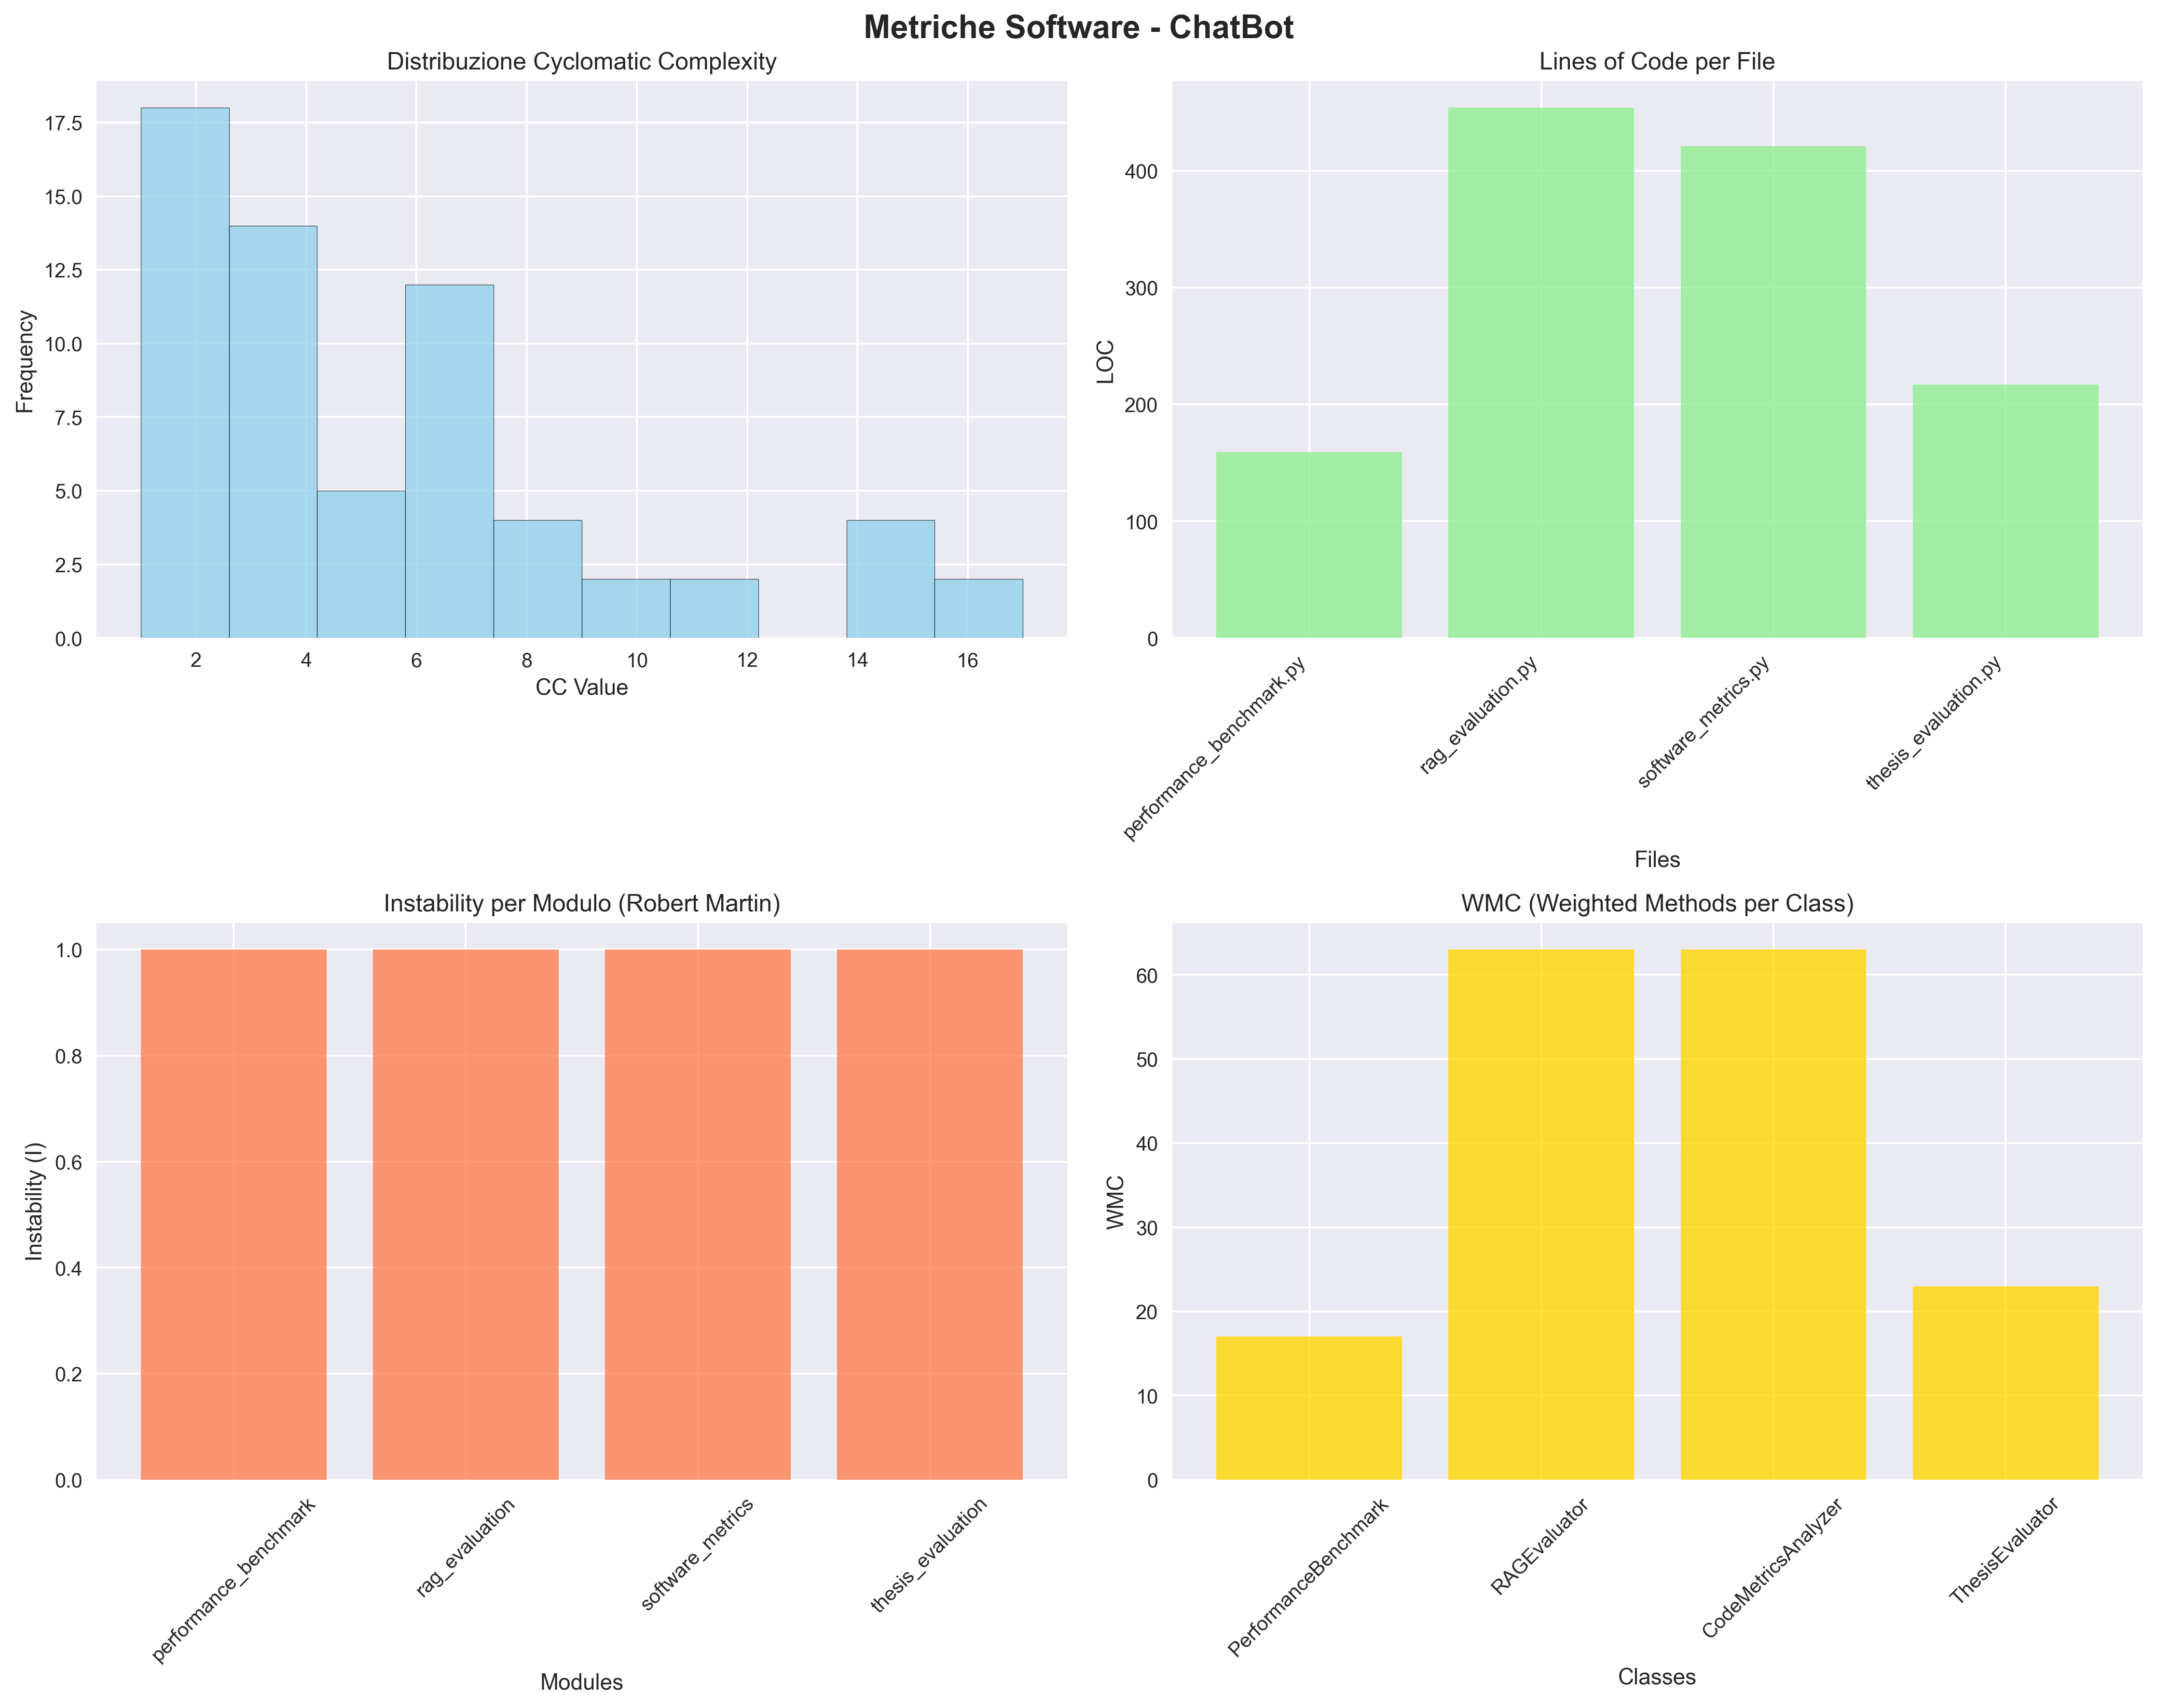 Metriche Software - ChatBot
Distribuzione Cyclomatic Complexity
Frequency
17.5
15.0
12.5
10.0
7.5
5.0
2.5
0.0
2 4 6 8 10 12 14 16
CC Value
Lines of Code per File
LOC
400
300
200
100
0
performance_benchmark.py
rag_evaluation.py
software_metrics.py
thesis_evaluation.py
Files
Instability per Modulo (Robert Martin)
Instability (I)
1.0
0.8
0.6
0.4
0.2
0.0
performance_benchmark
rag_evaluation
software_metrics
thesis_evaluation
Modules
WMC (Weighted Methods per Class)
WMC
60
50
40
30
20
10
0
PerformanceBenchmark
RAGEvaluator
CodeMetricsAnalyzer
ThesisEvaluator
Classes